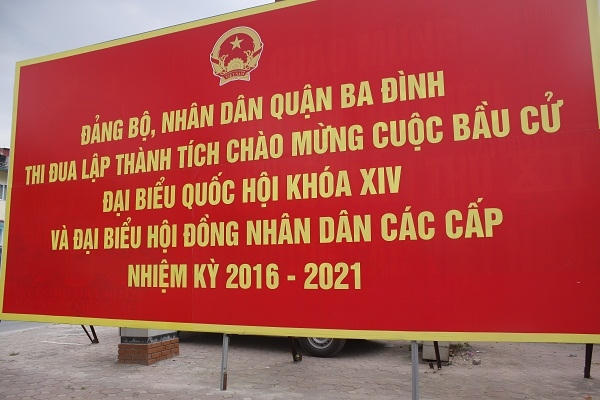 ĐẢNG BỘ, NHÂN DÂN QUẬN BA ĐÌNH
THI ĐUA LẬP THÀNH TÍCH CHÀO MỪNG CUỘC BẦU CỬ
ĐẠI BIỂU QUỐC HỘI KHÓA XIV
VÀ ĐẠI BIỂU HỘI ĐỒNG NHÂN DÂN CÁC CẤP
NHIỆM KỲ 2016 - 2021